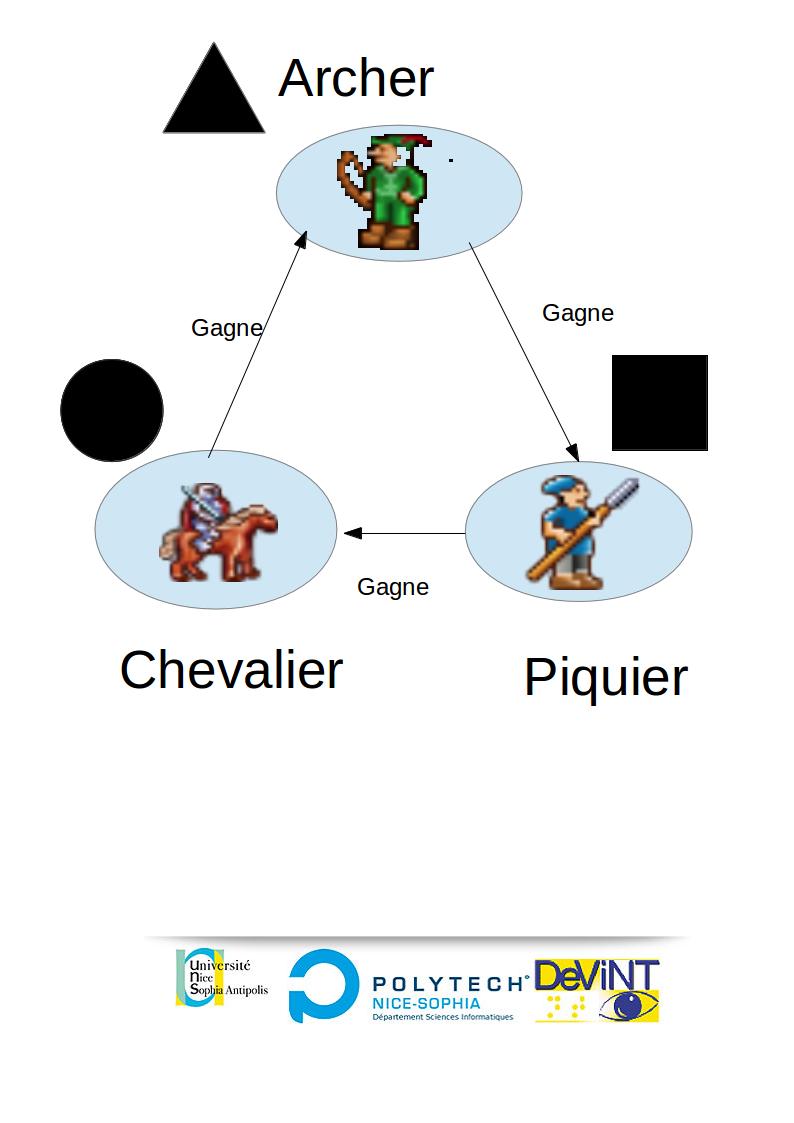 Archer
Gagne
Gagne
Gagne
Chevalier
Piquier
Université
Nice
Sophia Antipolis
POLYTECH°
NICE-SOPHIA
Département Sciences Informatiques
DeViNT